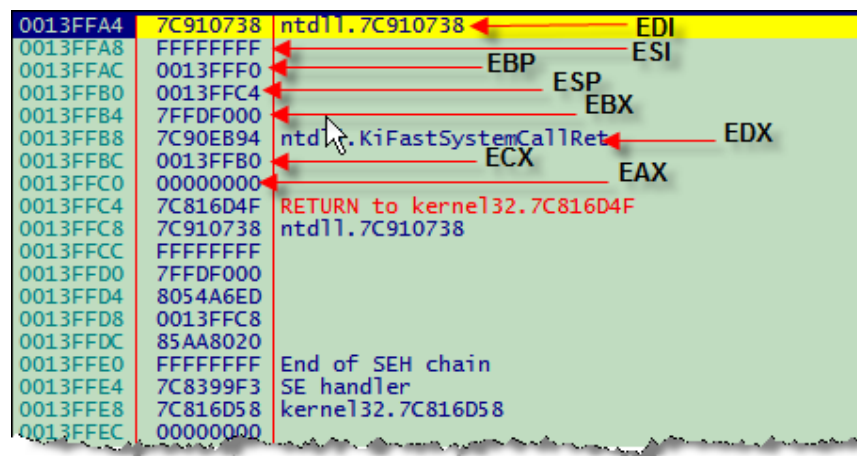 0013FFA4 7C910738 ntdll.7C910738 EDI
0013FFA8 FFFFFFFF ESI
0013FFAC 0013FFF0 EBP
0013FFB0 0013FFC4 ESP
0013FFB4 7FFDF000 EBX
0013FFB8 7C90EB94 ntdll.KiFastSystemCallRet EDX
0013FFBC 0013FFB0 ECX
0013FFC0 00000000 EAX
0013FFC4 7C816D4F RETURN to kernel32.7C816D4F
0013FFC8 7C910738 ntdll.7C910738
0013FFCC FFFFFFFF
0013FFD0 7FFDF000
0013FFD4 8054A6ED
0013FFD8 0013FFC8
0013FFDC 85AA8020
0013FFE0 FFFFFFFF End of SEH chain
0013FFE4 7C8399F3 SE handler
0013FFE8 7C816D58 kernel32.7C816D58
0013FFEC 00000000